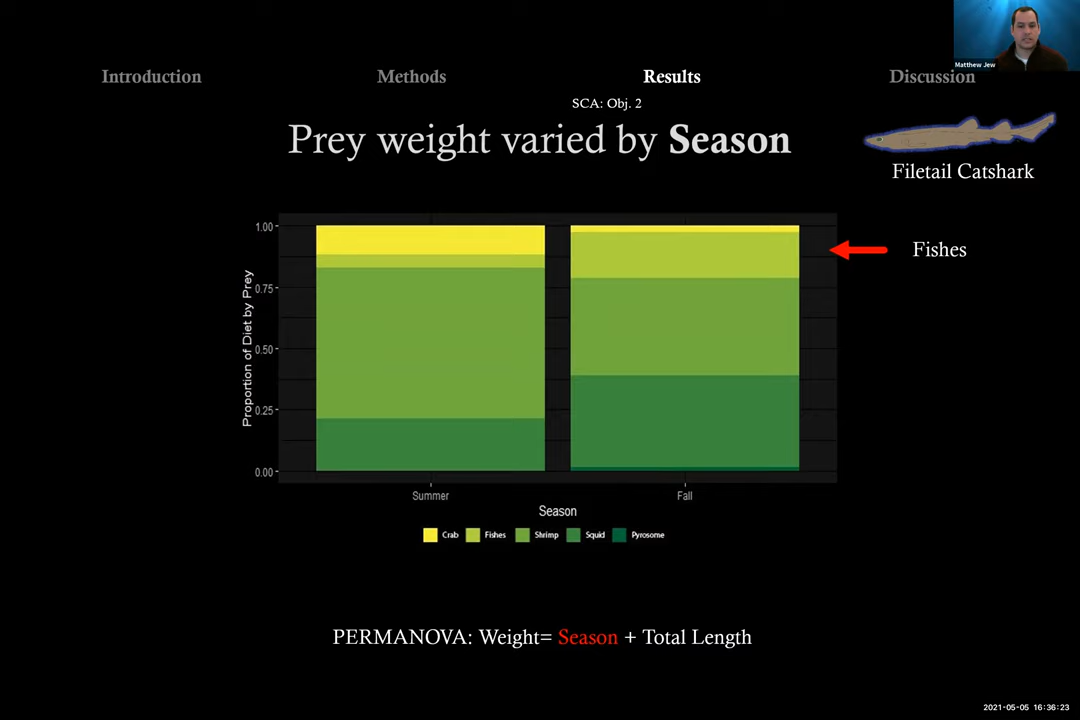 Matthew Jew
Introduction
Methods
Results
Discussion
SCA: Obj. 2
Prey weight varied by Season
Filetail Catshark
Fishes
Proportion of Diet by Prey
1.00
0.75
0.50
0.25
0.00
Summer
Fall
Season
Crab
Fishes
Shrimp
Squid
Pyrosome
PERMANOVA: Weight= Season + Total Length
2021-05-05 16:36:23